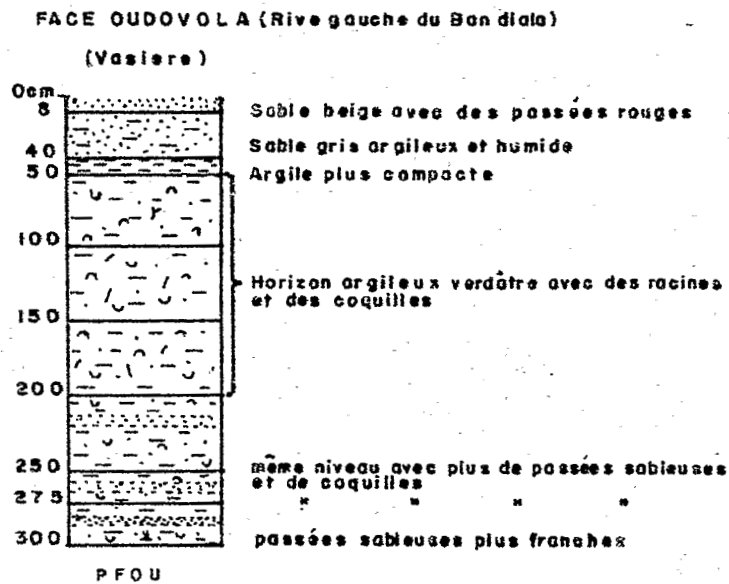 FACE OUDOVOLA (Rive gauche du Bandiala)
(Vasiere)
0cm
8
Sable beige avec des passées rouges
Sable gris argileux et humide
40
50
Argile plus compacte
100
Horizon argileux verdâtre avec des racines
et des coquilles
150
200
250
même niveau avec plus de passées sableuses
et de coquilles
275
" " " "
300
passées sableuses plus franches
PFOU